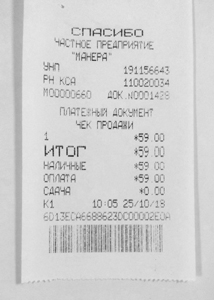 СПАСИБО
ЧАСТНОЕ ПРЕДПРИЯТИЕ
"МАНЕРА"
УНП 191156643
РН КСА 110020034
М00000660 ДОК.N0001428
ПЛАТЕЖНЫЙ ДОКУМЕНТ
ЧЕК ПРОДАЖИ
1 *59.00
ИТОГ *59.00
НАЛИЧНЫЕ *59.00
ОПЛАТА *59.00
СДАЧА *0.00
К1 10:05 25/10/18
6D13ECA6688623DC00002E0A